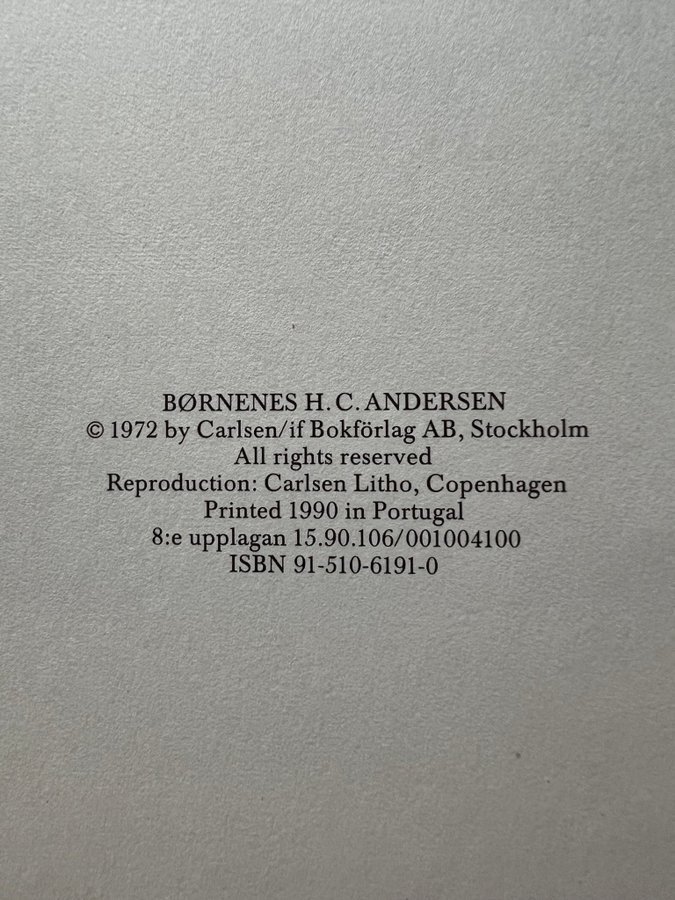 BØRNENES H. C. ANDERSEN
© 1972 by Carlsen/if Bokförlag AB, Stockholm
All rights reserved
Reproduction: Carlsen Litho, Copenhagen
Printed 1990 in Portugal
8:e upplagan 15.90.106/001004100
ISBN 91-510-6191-0